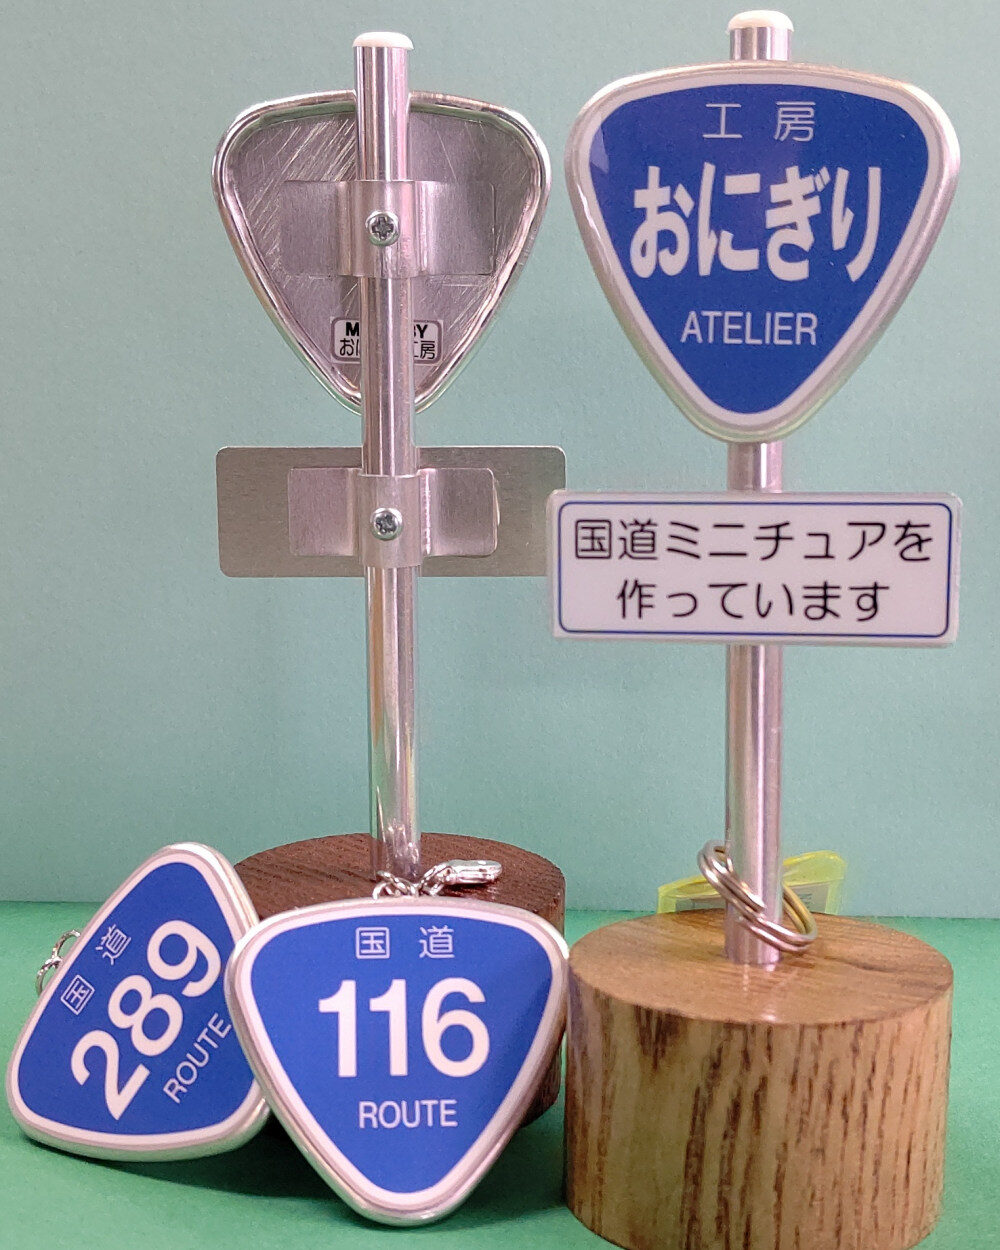 工房
おにぎり
ATELIER
国道ミニチュアを
作っています
国道
289
ROUTE
国道
116
ROUTE